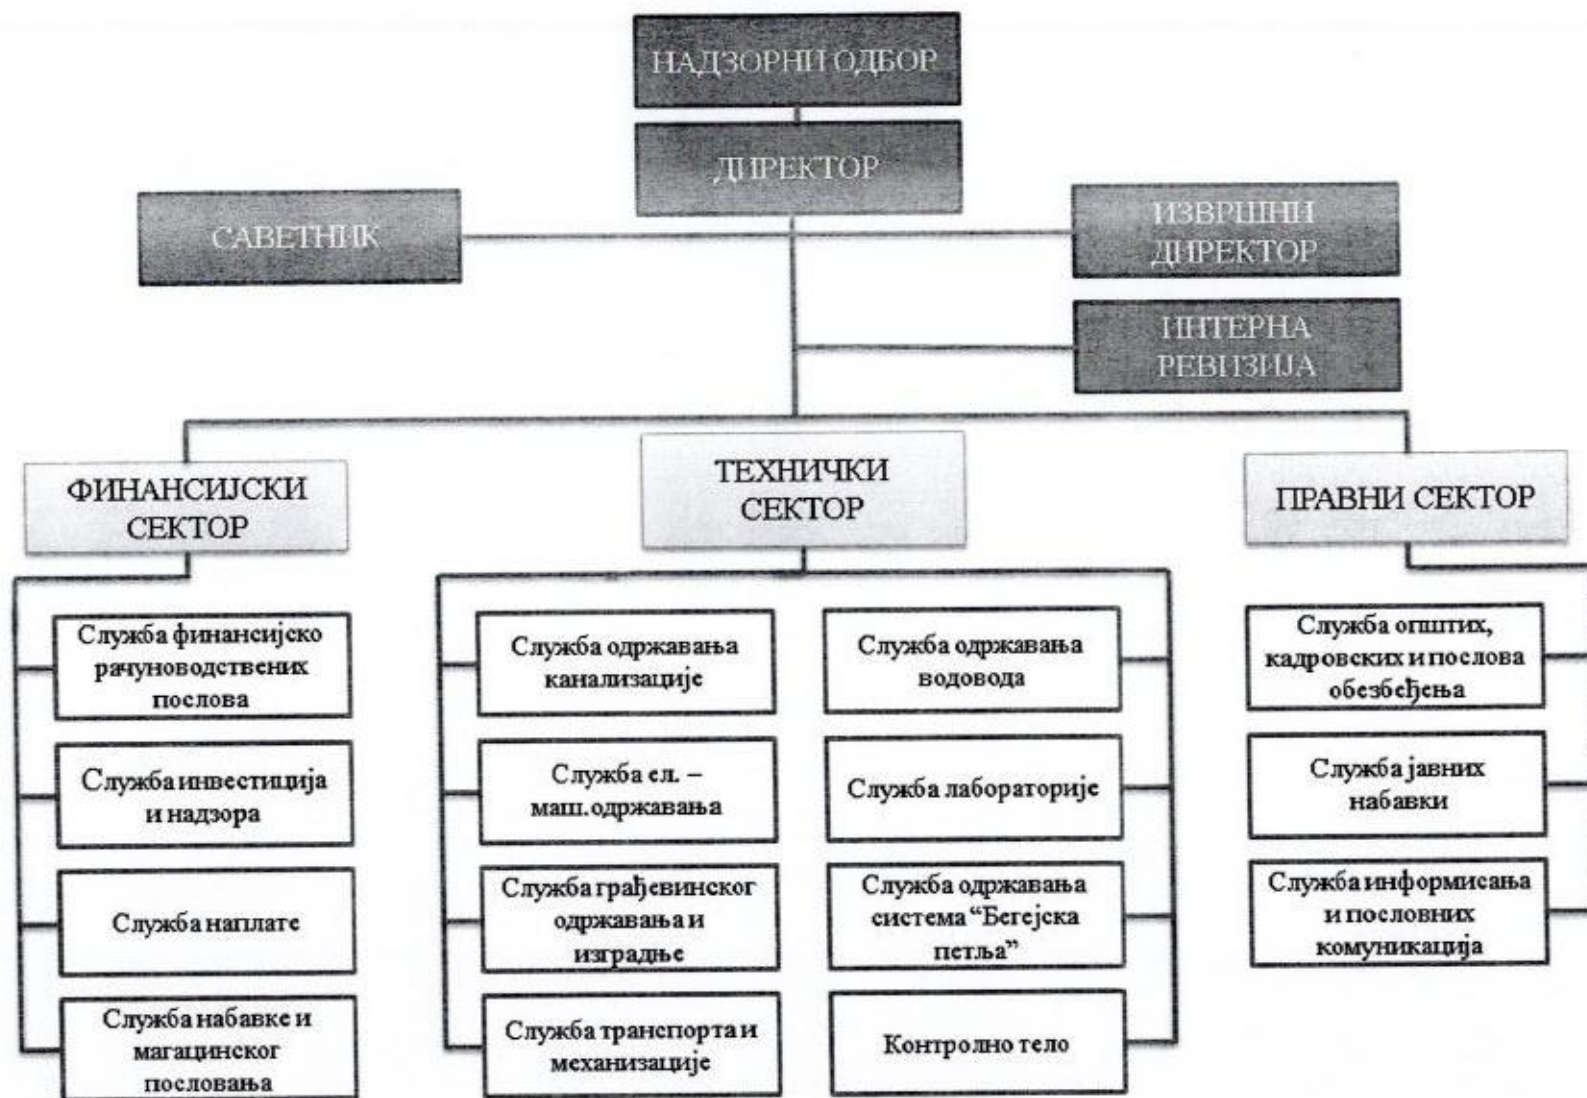 НАДЗОРНИ ОДБОР
ДИРЕКТОР
САВЕТНИК
ИЗВРШНИ
ДИРЕКТОР
ИНТЕРНА
РЕВИЗИЈА
ФИНАНСИЈСКИ
СЕКТОР
ТЕХНИЧКИ
СЕКТОР
ПРАВНИ СЕКТОР
Служба финансијско
рачуноводствених
послова
Служба инвестиција
и надзора
Служба наплате
Служба набавке и
магацинског
пословања
Служба одржавања
канализације
Служба ел. –
маш.одржавања
Служба грађевинског
одржавања и
изградње
Служба транспорта и
механизације
Служба одржавања
водовода
Служба лабораторије
Служба одржавања
система “Бегејска
петља”
Контролно тело
Служба општих,
кадровских и послова
обезбеђења
Служба јавних
набавки
Служба информисања
и пословних
комуникација